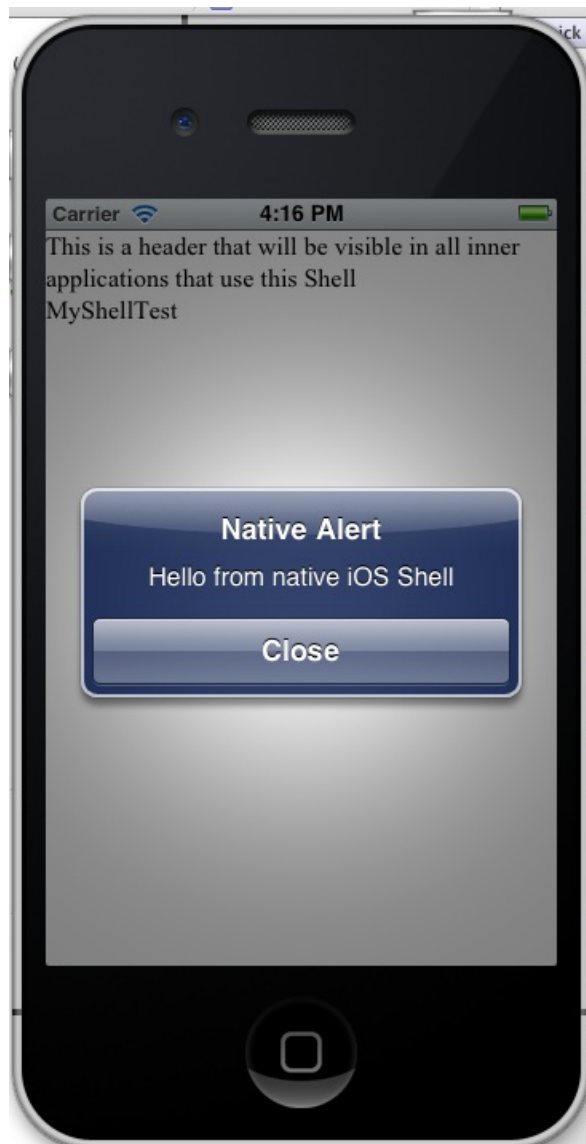 ick
Carrier 4:16 PM
This is a header that will be visible in all inner
applications that use this Shell
MyShellTest
Native Alert
Hello from native iOS Shell
Close